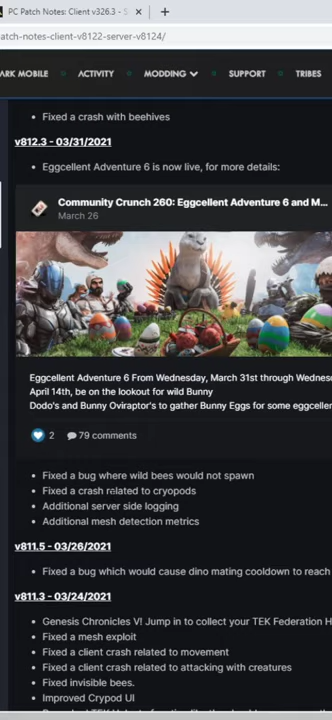 PC Patch Notes: Client v326.3 -
atch-notes-client-v8122-server-v8124/
ARK MOBILE
ACTIVITY
MODDING
SUPPORT
TRIBES
Fixed a crash with beehives
v812.3 - 03/31/2021
Eggcellent Adventure 6 is now live, for more details:
Community Crunch 260: Eggcellent Adventure 6 and M...
March 26
Eggcellent Adventure 6 From Wednesday, March 31st through Wednes
April 14th, be on the lookout for wild Bunny
Dodo's and Bunny Oviraptor's to gather Bunny Eggs for some eggceller
2 79 comments
Fixed a bug where wild bees would not spawn
Fixed a crash related to cryopods
Additional server side logging
Additional mesh detection metrics
v811.5 - 03/26/2021
Fixed a bug which would cause dino mating cooldown to reach
v811.3 - 03/24/2021
Genesis Chronicles V! Jump in to collect your TEK Federation H
Fixed a mesh exploit
Fixed a client crash related to movement
Fixed a client crash related to attacking with creatures
Fixed invisible bees.
Improved Crypod UI